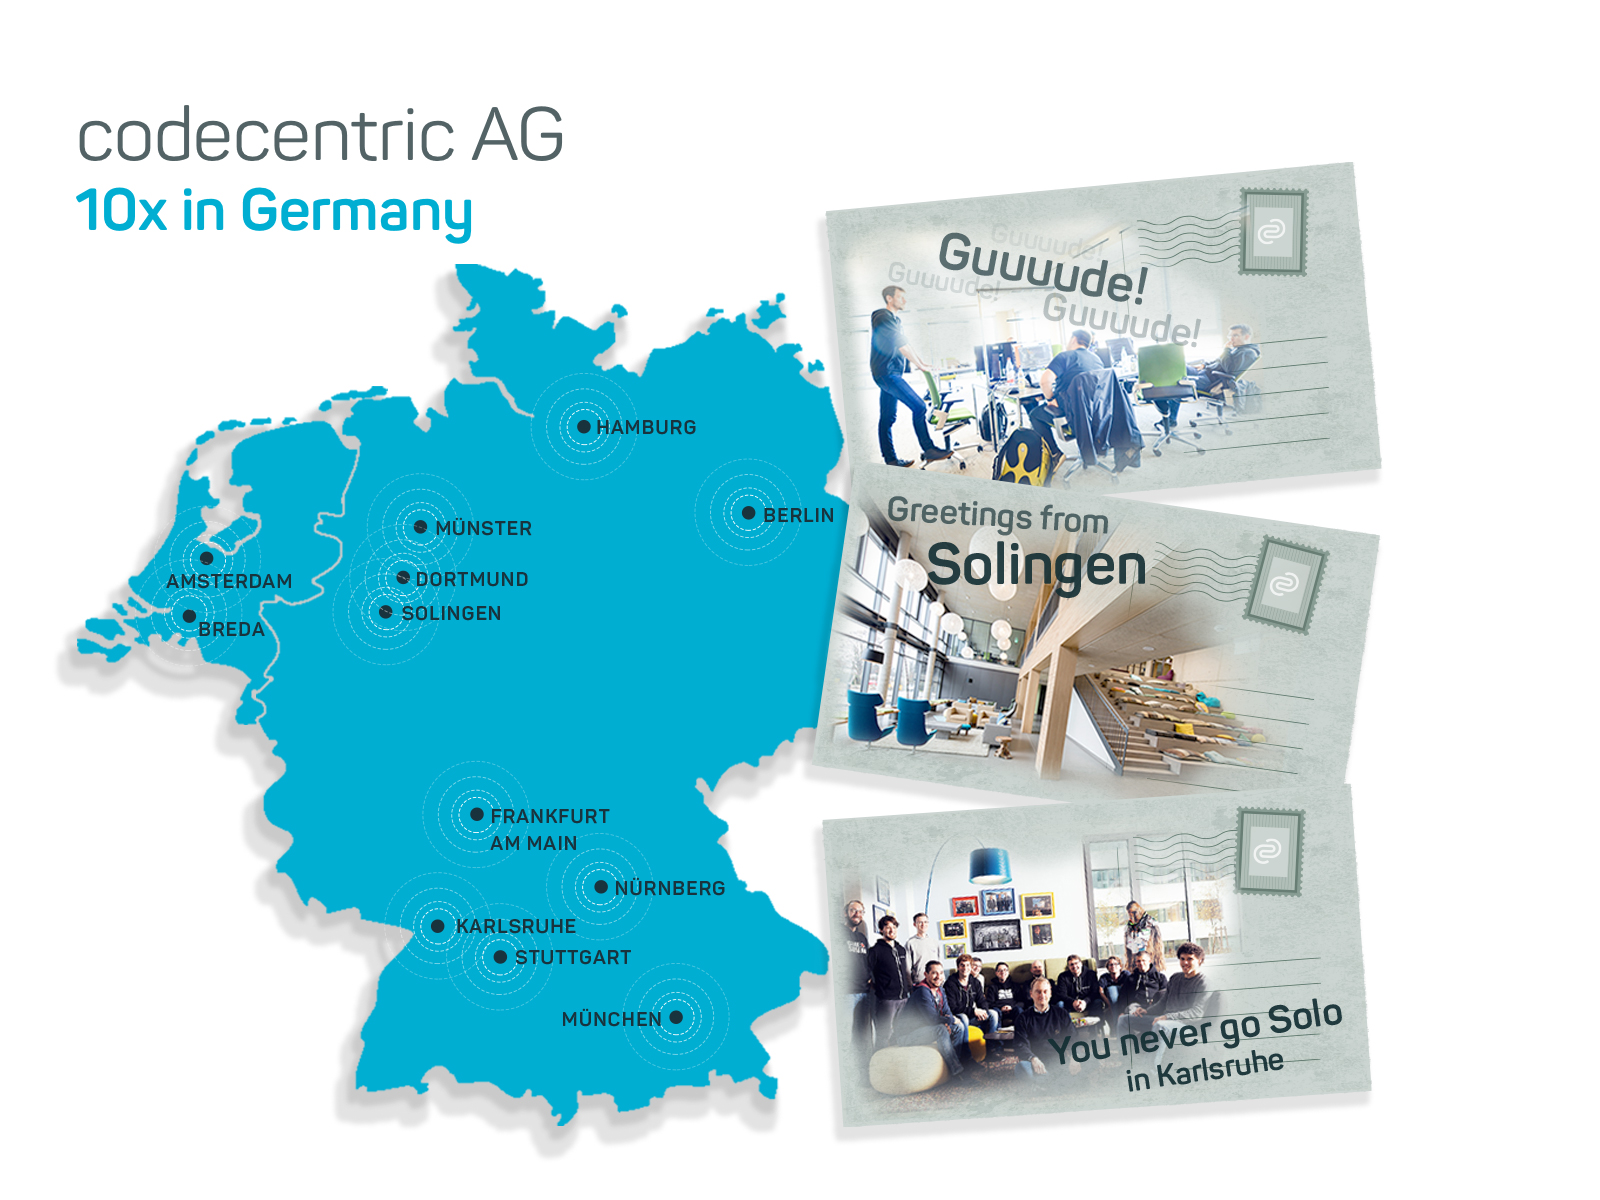 codecentric AG
10x in Germany
HAMBURG
BERLIN
MÜNSTER
DORTMUND
SOLINGEN
AMSTERDAM
BREDA
FRANKFURT
AM MAIN
NÜRNBERG
KARLSRUHE
STUTTGART
MÜNCHEN
Guuuude!
Guuuude!
Guuuude!
Guuuude!
Greetings from
Solingen
You never go Solo
in Karlsruhe